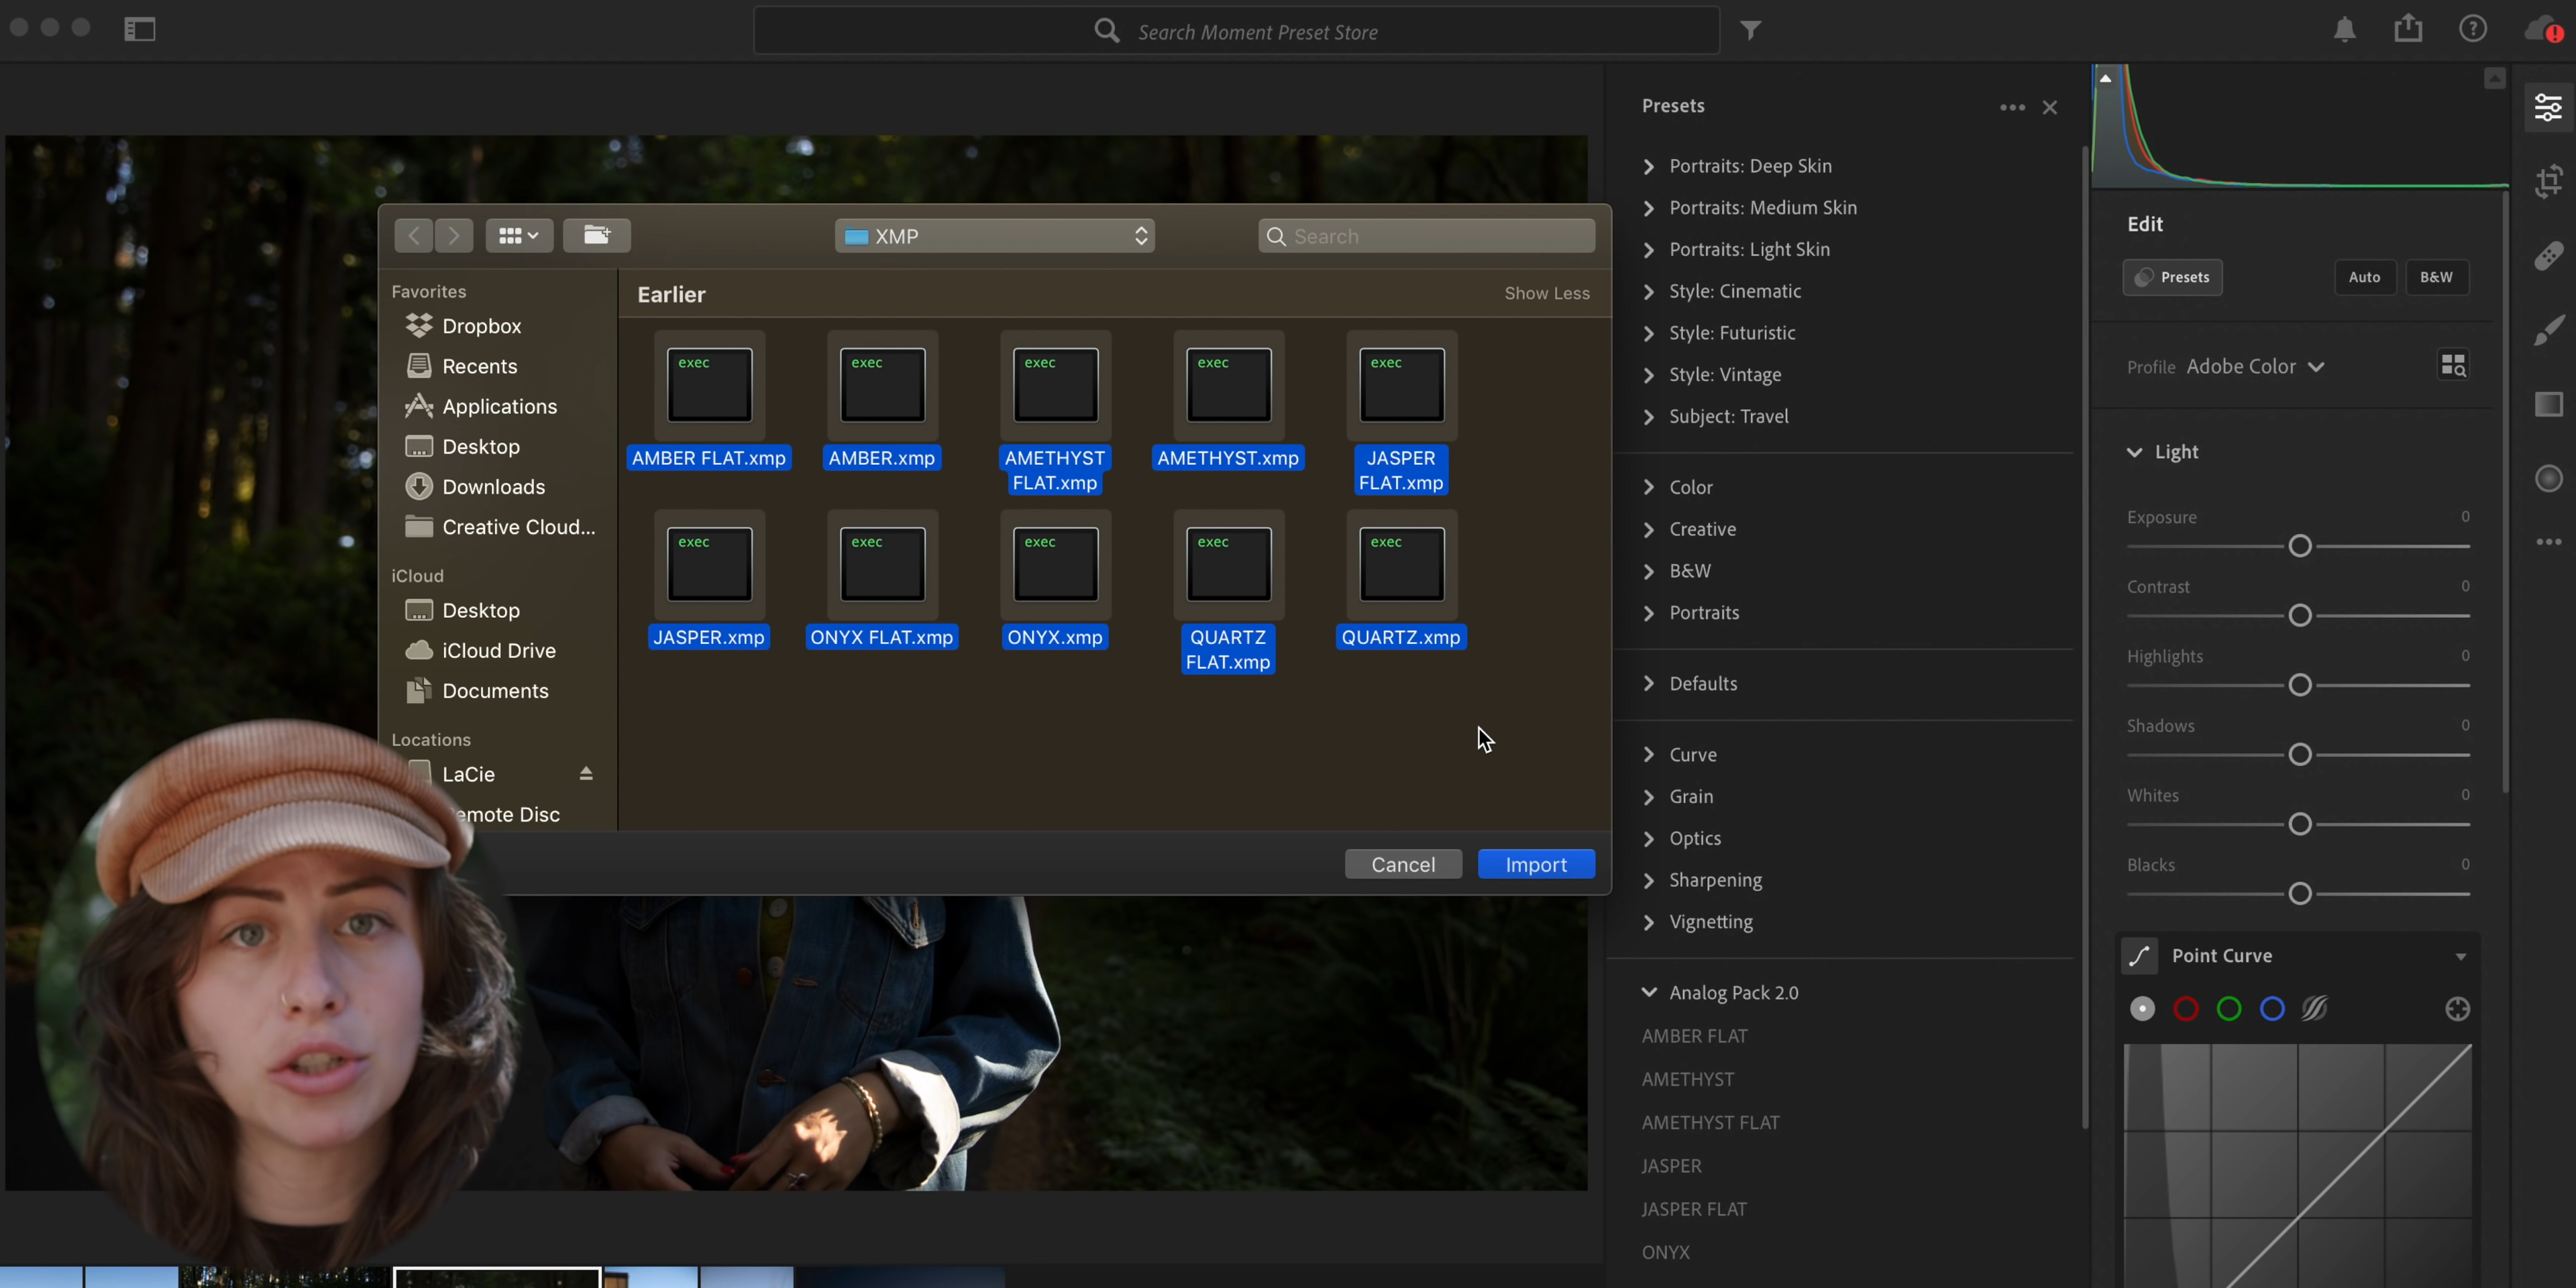 Search Moment Preset Store
Presets
Portraits: Deep Skin
Portraits: Medium Skin
Portraits: Light Skin
Style: Cinematic
Style: Futuristic
Style: Vintage
Subject: Travel
Color
Creative
B&W
Portraits
Defaults
Curve
Grain
Optics
Sharpening
Vignetting
Analog Pack 2.0
AMBER FLAT
AMETHYST
AMETHYST FLAT
JASPER
JASPER FLAT
ONYX
XMP
Search
Favorites
Dropbox
Recents
Applications
Desktop
Downloads
Creative Cloud...
iCloud
Desktop
iCloud Drive
Documents
Locations
LaCie
emote Disc
Earlier
Show Less
exec
exec
exec
exec
exec
AMBER FLAT.xmp
AMBER.xmp
AMETHYST
FLAT.xmp
AMETHYST.xmp
JASPER
FLAT.xmp
exec
exec
exec
exec
exec
JASPER.xmp
ONYX FLAT.xmp
ONYX.xmp
QUARTZ
FLAT.xmp
QUARTZ.xmp
Cancel
Import
Edit
Presets
Auto
B&W
Profile Adobe Color
Light
Exposure 0
Contrast 0
Highlights 0
Shadows 0
Whites 0
Blacks 0
Point Curve